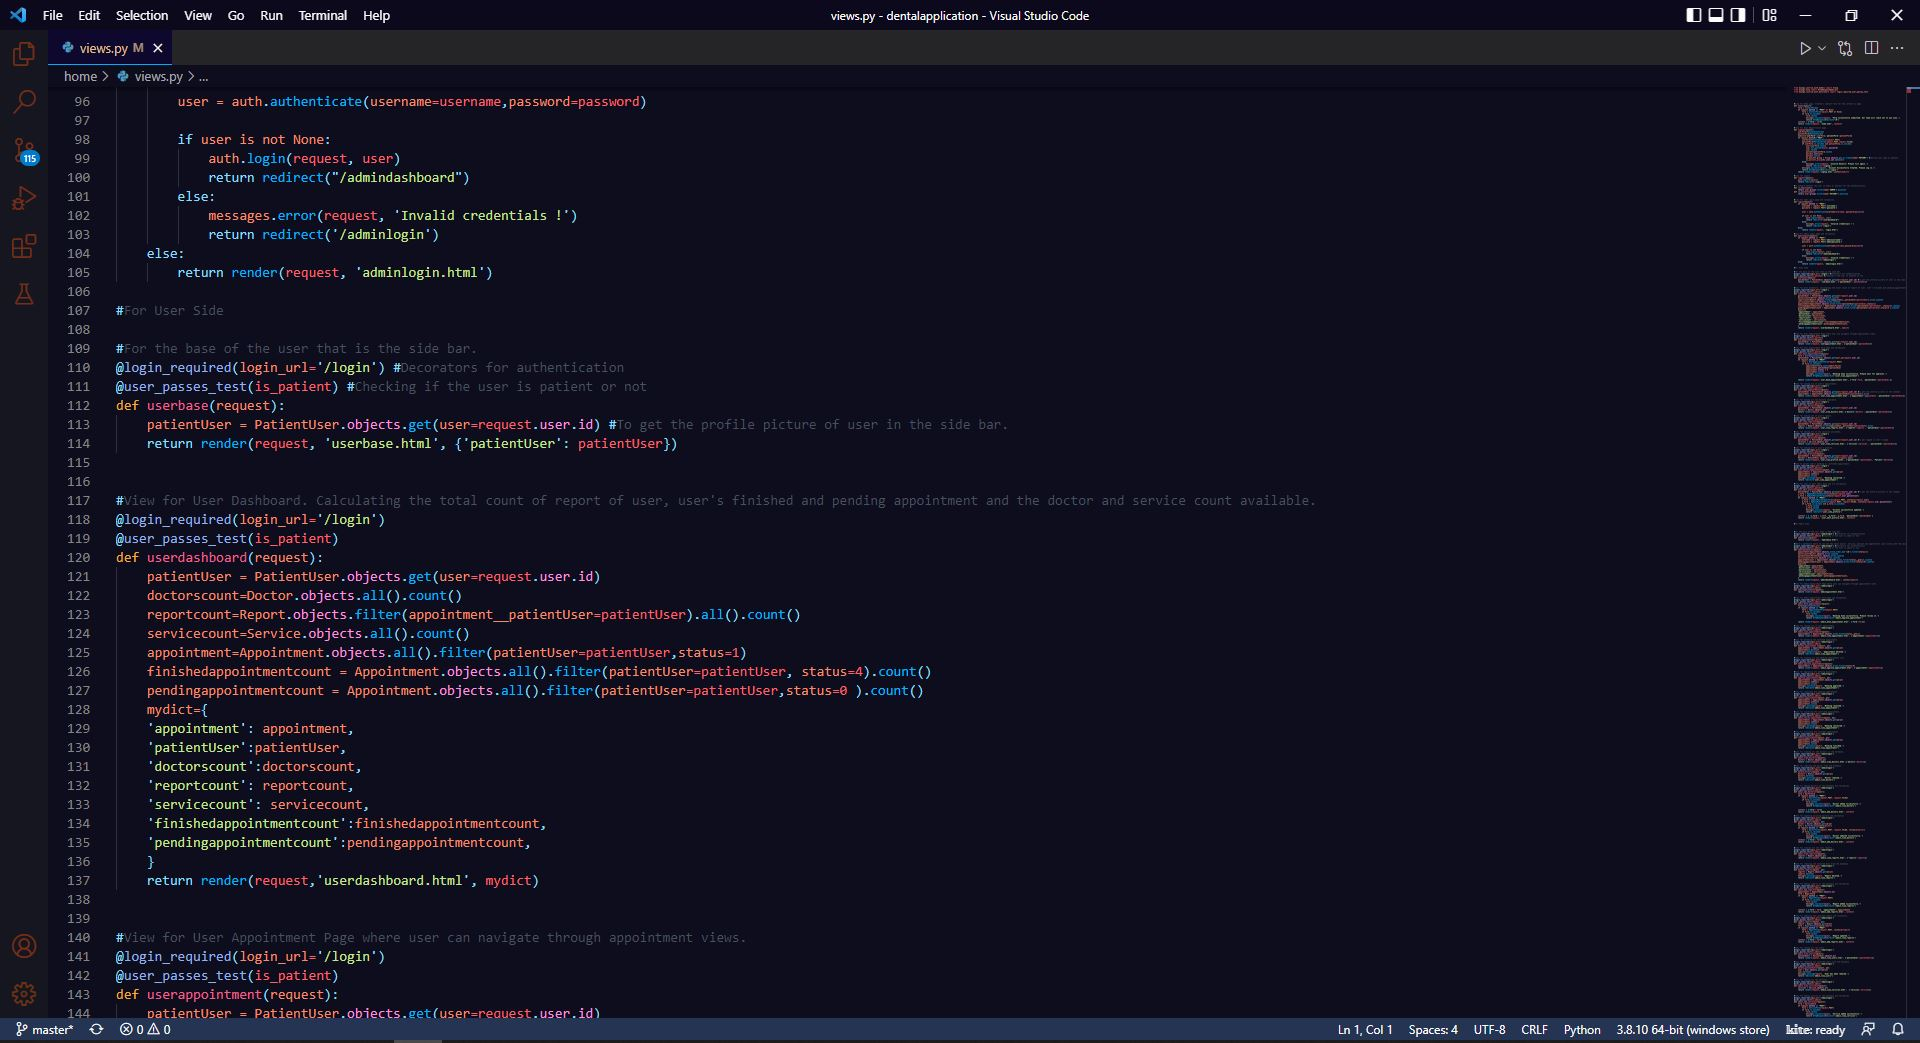 File Edit Selection View Go Run Terminal Help
views.py - dentalapplication - Visual Studio Code
views.py M
home > views.py > ...
115
96 user = auth.authenticate(username=username,password=password)
97
98 if user is not None:
99 auth.login(request, user)
100 return redirect("/admindashboard")
101 else:
102 messages.error(request, 'Invalid credentials !')
103 return redirect('/adminlogin')
104 else:
105 return render(request, 'adminlogin.html')
106
107 #For User Side
108
109 #For the base of the user that is the side bar.
110 @login_required(login_url='/login') #Decorators for authentication
111 @user_passes_test(is_patient) #Checking if the user is patient or not
112 def userbase(request):
113 patientUser = PatientUser.objects.get(user=request.user.id) #To get the profile picture of user in the side bar.
114 return render(request, 'userbase.html', {'patientUser': patientUser})
115
116
117 #View for User Dashboard. Calculating the total count of report of user, user's finished and pending appointment and the doctor and service count available.
118 @login_required(login_url='/login')
119 @user_passes_test(is_patient)
120 def userdashboard(request):
121 patientUser = PatientUser.objects.get(user=request.user.id)
122 doctorscount=Doctor.objects.all().count()
123 reportcount=Report.objects.filter(appointment__patientUser=patientUser).all().count()
124 servicecount=Service.objects.all().count()
125 appointment=Appointment.objects.all().filter(patientUser=patientUser,status=1)
126 finishedappointmentcount = Appointment.objects.all().filter(patientUser=patientUser, status=4).count()
127 pendingappointmentcount = Appointment.objects.all().filter(patientUser=patientUser,status=0 ).count()
128 mydict={
129 'appointment': appointment,
130 'patientUser':patientUser,
131 'doctorscount':doctorscount,
132 'reportcount': reportcount,
133 'servicecount': servicecount,
134 'finishedappointmentcount':finishedappointmentcount,
135 'pendingappointmentcount':pendingappointmentcount,
136 }
137 return render(request,'userdashboard.html', mydict)
138
139
140 #View for User Appointment Page where user can navigate through appointment views.
141 @login_required(login_url='/login')
142 @user_passes_test(is_patient)
143 def userappointment(request):
144 patientUser = PatientUser.objects.get(user=request.user.id)
master* 0 0 Ln 1, Col 1 Spaces: 4 UTF-8 CRLF Python 3.8.10 64-bit (windows store) kite: ready